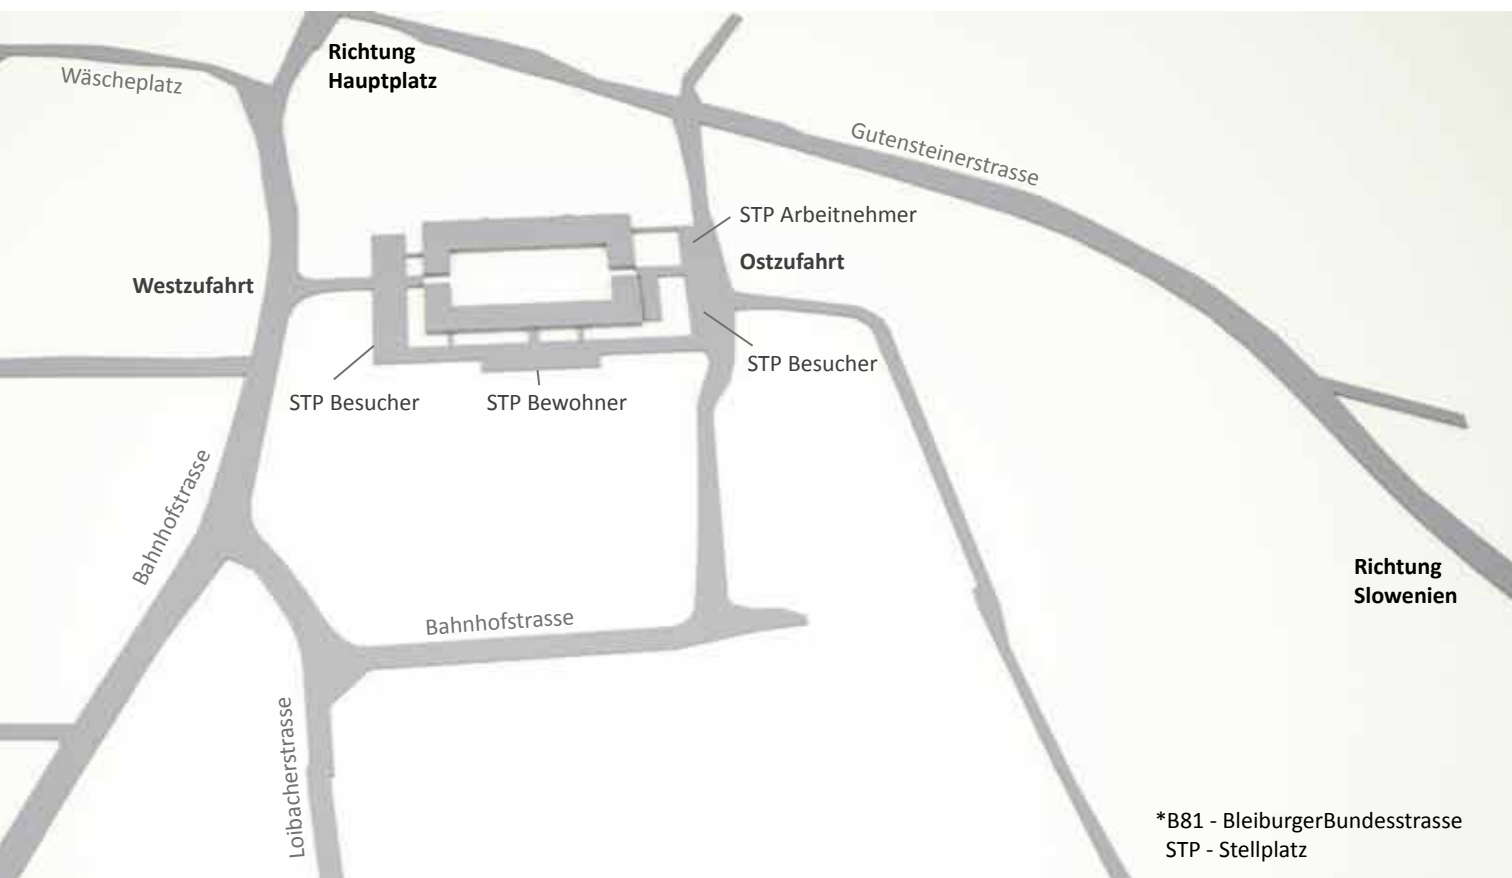 Richtung
Hauptplatz
Wäscheplatz
Gutensteinerstrasse
STP Arbeitnehmer
Ostzufahrt
Westzufahrt
STP Besucher
STP Besucher
STP Bewohner
Bahnhofstrasse
Richtung
Slowenien
Bahnhofstrasse
Loibacherstrasse
*B81 - BleiburgerBundesstrasse
STP - Stellplatz